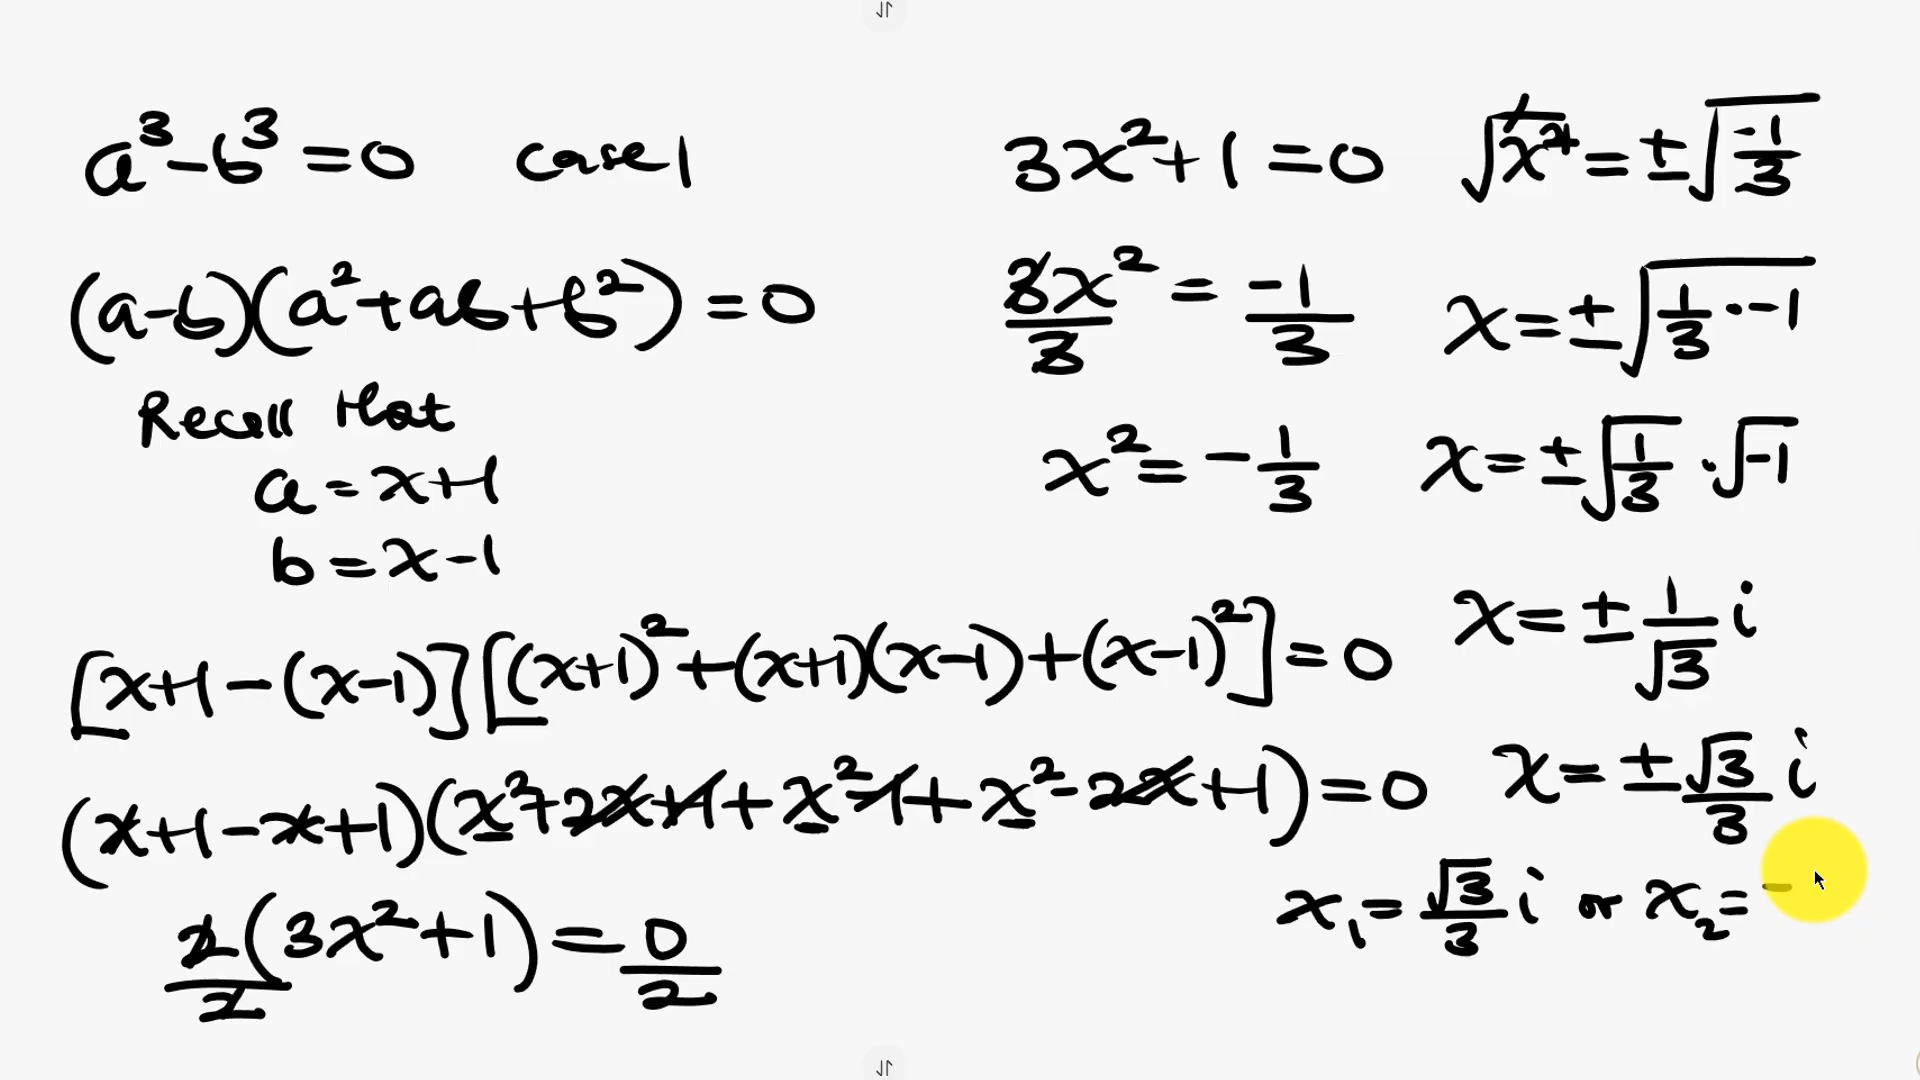 a³-b³=0 case 1
(a-b)(a²+ab+b²)=0
Recall that
a=x+1
b=x-1
[x+1-(x-1)][(x+1)²+(x+1)(x-1)+(x-1)²]=0
(x+1-x+1)(x²+2x+1+x²-1+x²-2x+1)=0
2(3x²+1)/2=0/2
3x²+1=0
3x²/3=-1/3
x²=-1/3
√x²=±√(-1/3)
x=±√(1/3·-1)
x=±√(1/3)·√-1
x=±1/√3 i
x=±√3/3 i
x₁=√3/3 i or x₂=-